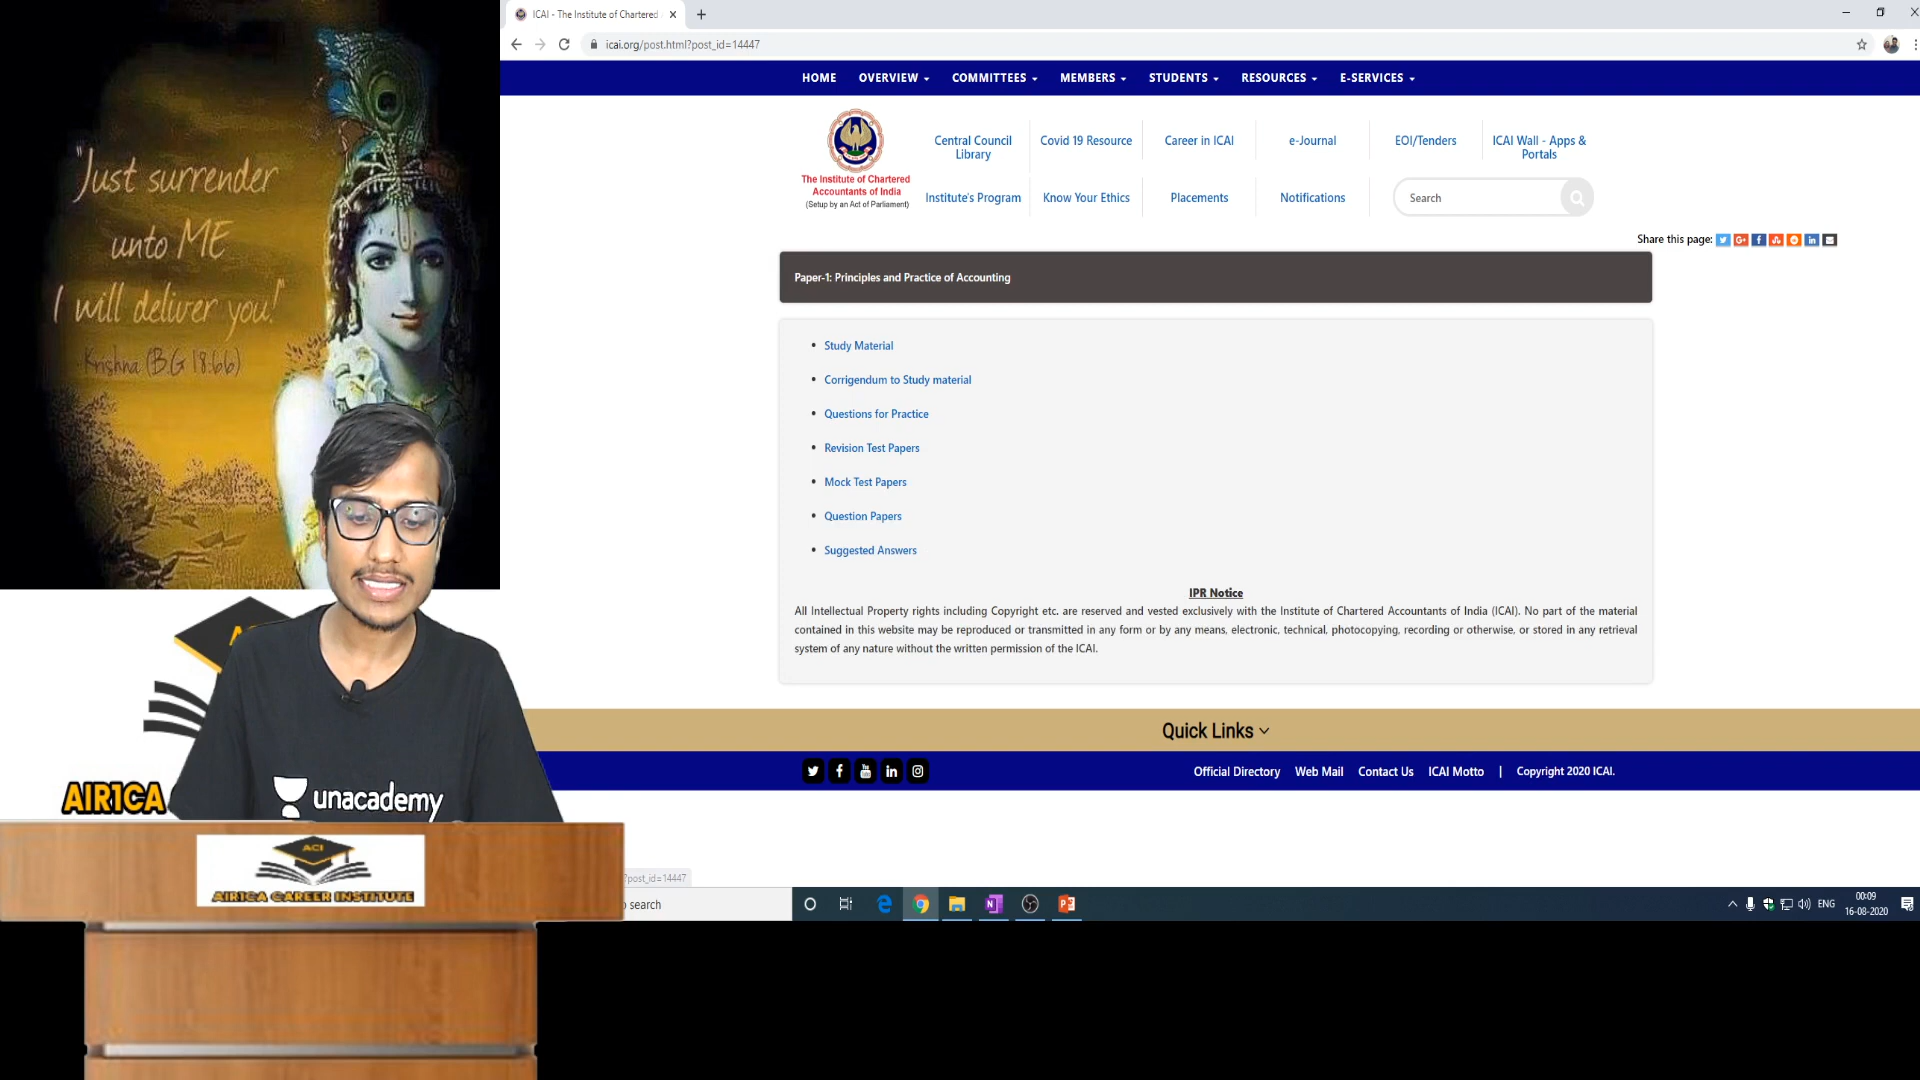 "Just surrender
unto ME
I will deliver you!"
Krishna (B.G 18:66)
AIR1CA
unacademy
ACI
AIR1CA CAREER INSTITUTE
ICAI - The Institute of Chartered
icai.org/post.html?post_id=14447
HOME OVERVIEW COMMITTEES MEMBERS STUDENTS RESOURCES E-SERVICES
The Institute of Chartered
Accountants of India
(Setup by an Act of Parliament)
Central Council
Library
Covid 19 Resource
Career in ICAI
e-Journal
EOI/Tenders
ICAI Wall - Apps &
Portals
Institute's Program
Know Your Ethics
Placements
Notifications
Search
Share this page:
Paper-1: Principles and Practice of Accounting
• Study Material
• Corrigendum to Study material
• Questions for Practice
• Revision Test Papers
• Mock Test Papers
• Question Papers
• Suggested Answers
IPR Notice
All Intellectual Property rights including Copyright etc. are reserved and vested exclusively with the Institute of Chartered Accountants of India (ICAI). No part of the material
contained in this website may be reproduced or transmitted in any form or by any means, electronic, technical, photocopying, recording or otherwise, or stored in any retrieval
system of any nature without the written permission of the ICAI.
Quick Links
Official Directory Web Mail Contact Us ICAI Motto | Copyright 2020 ICAI.
?post_id=14447
search
ENG
00:09
16-08-2020